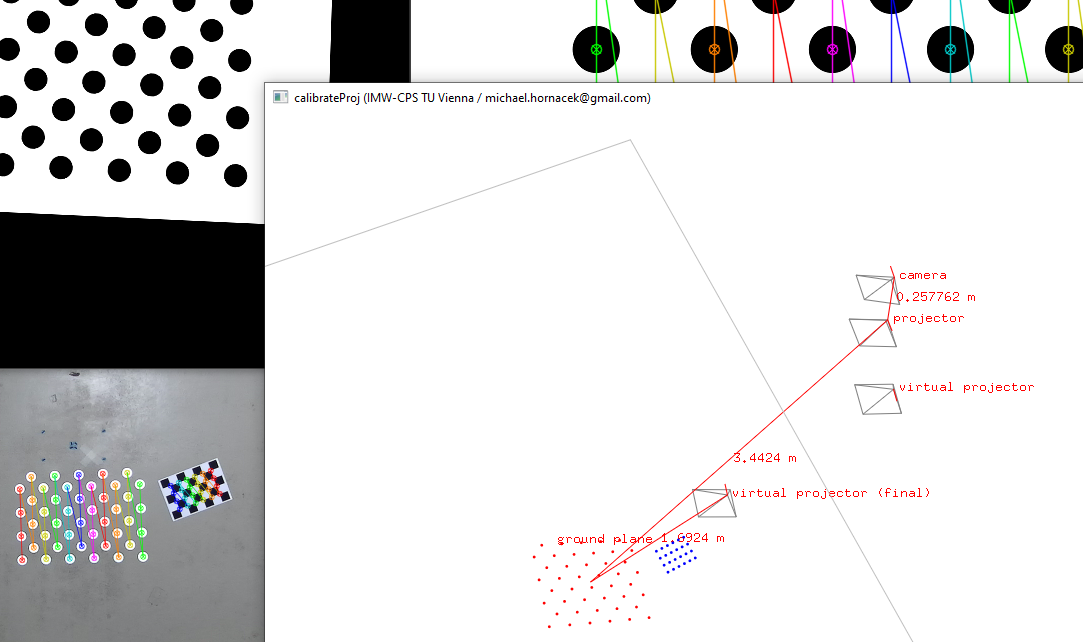 calibrateProj (IMW-CPS TU Vienna / michael.hornacek@gmail.com)
camera
0.257762 m
projector
virtual projector
3.4424 m
virtual projector (final)
ground plane 1.6924 m